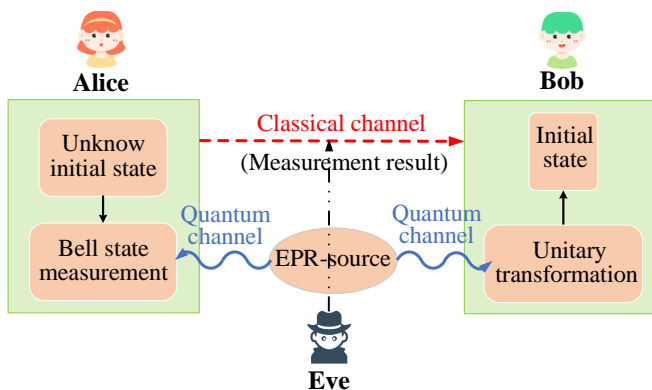 Alice
Bob
Unknow
initial state
Classical channel
(Measurement result)
Initial
state
Quantum
channel
Quantum
channel
Bell state
measurement
EPR-source
Unitary
transformation
Eve